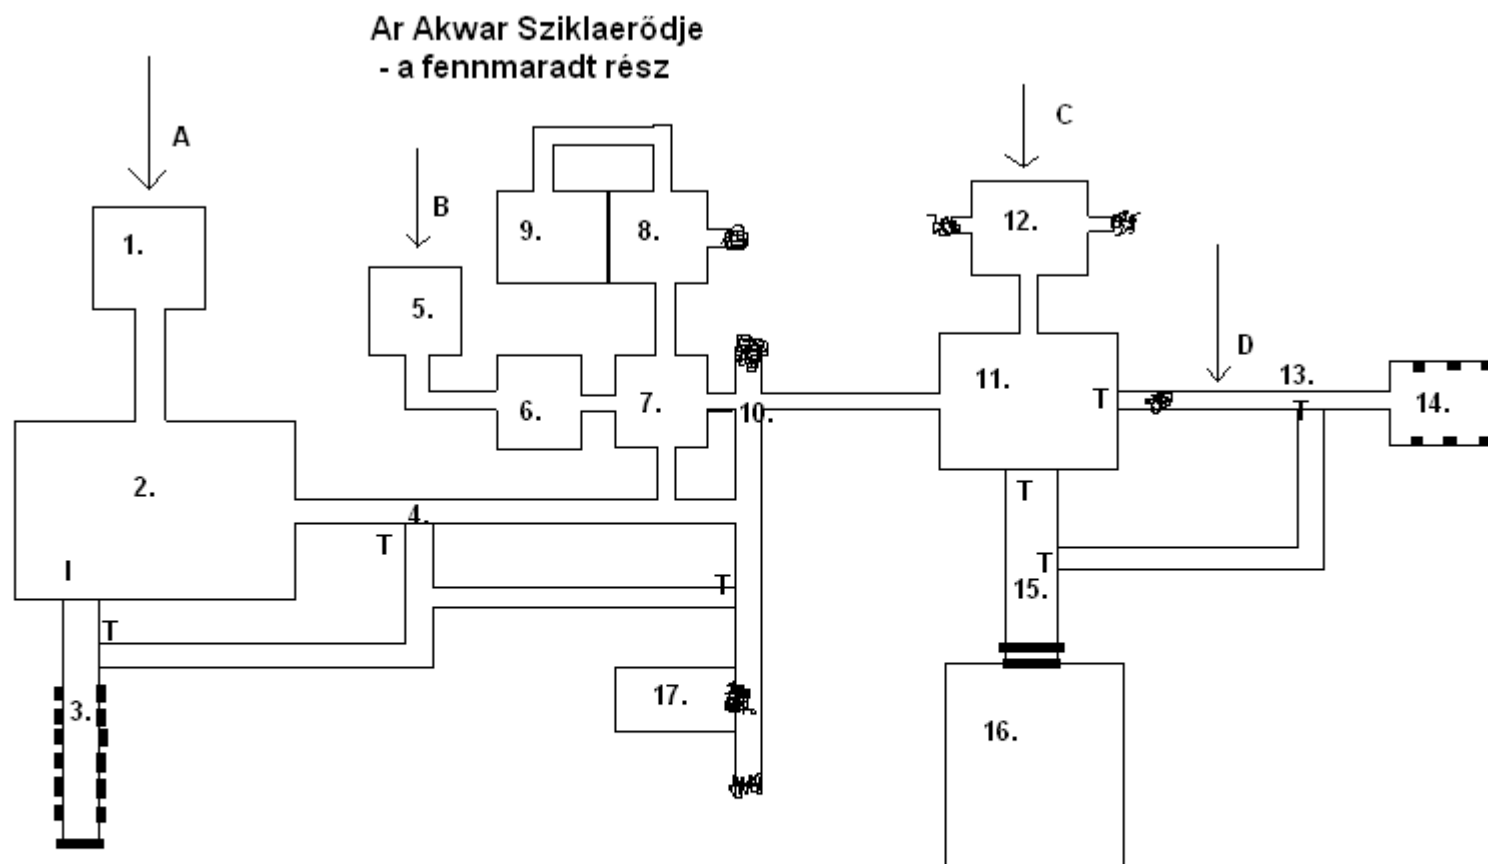 Ar Akwar Sziklaerődje
- a fennmaradt rész
A
B
C
D
1.
2.
I
T
3.
4.
T
5.
6.
7.
8.
9.
10.
T
17.
11.
T
12.
13.
T
14.
T
T
15.
16.